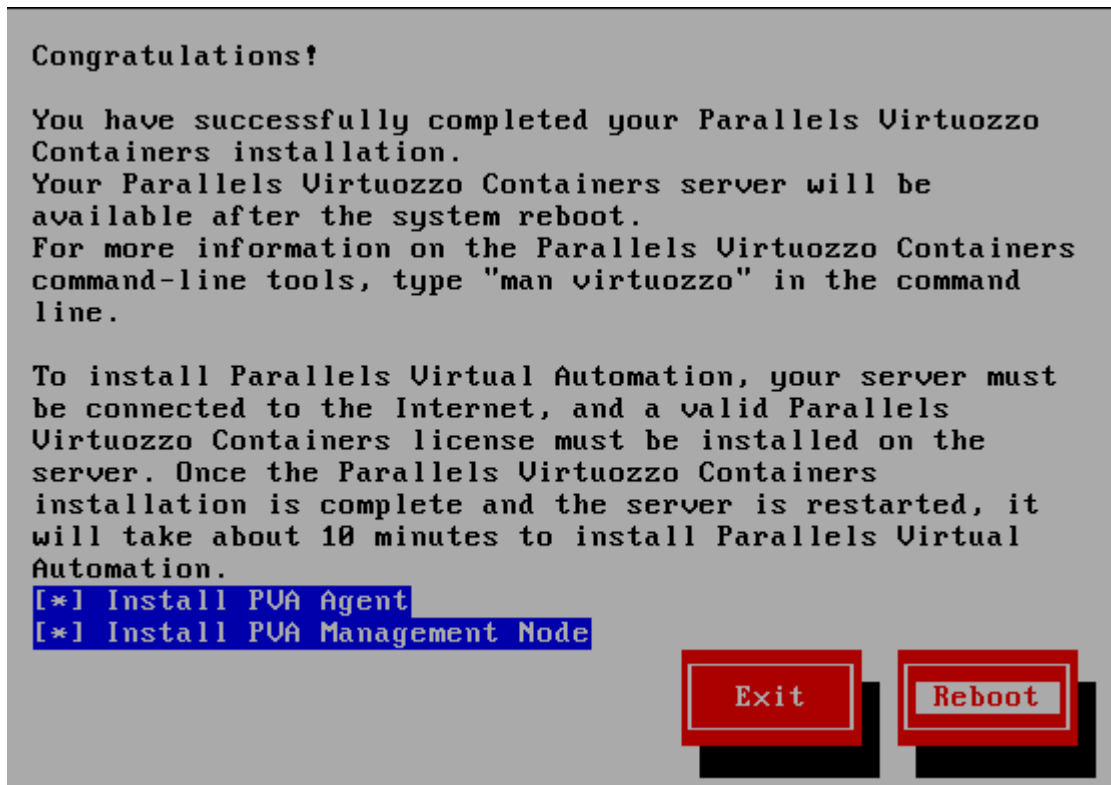 Congratulations!
You have successfully completed your Parallels Virtuozzo
Containers installation.
Your Parallels Virtuozzo Containers server will be
available after the system reboot.
For more information on the Parallels Virtuozzo Containers
command-line tools, type "man virtuozzo" in the command
line.
To install Parallels Virtual Automation, your server must
be connected to the Internet, and a valid Parallels
Virtuozzo Containers license must be installed on the
server. Once the Parallels Virtuozzo Containers
installation is complete and the server is restarted, it
will take about 10 minutes to install Parallels Virtual
Automation.
[*] Install PVA Agent
[*] Install PVA Management Node
Exit Reboot